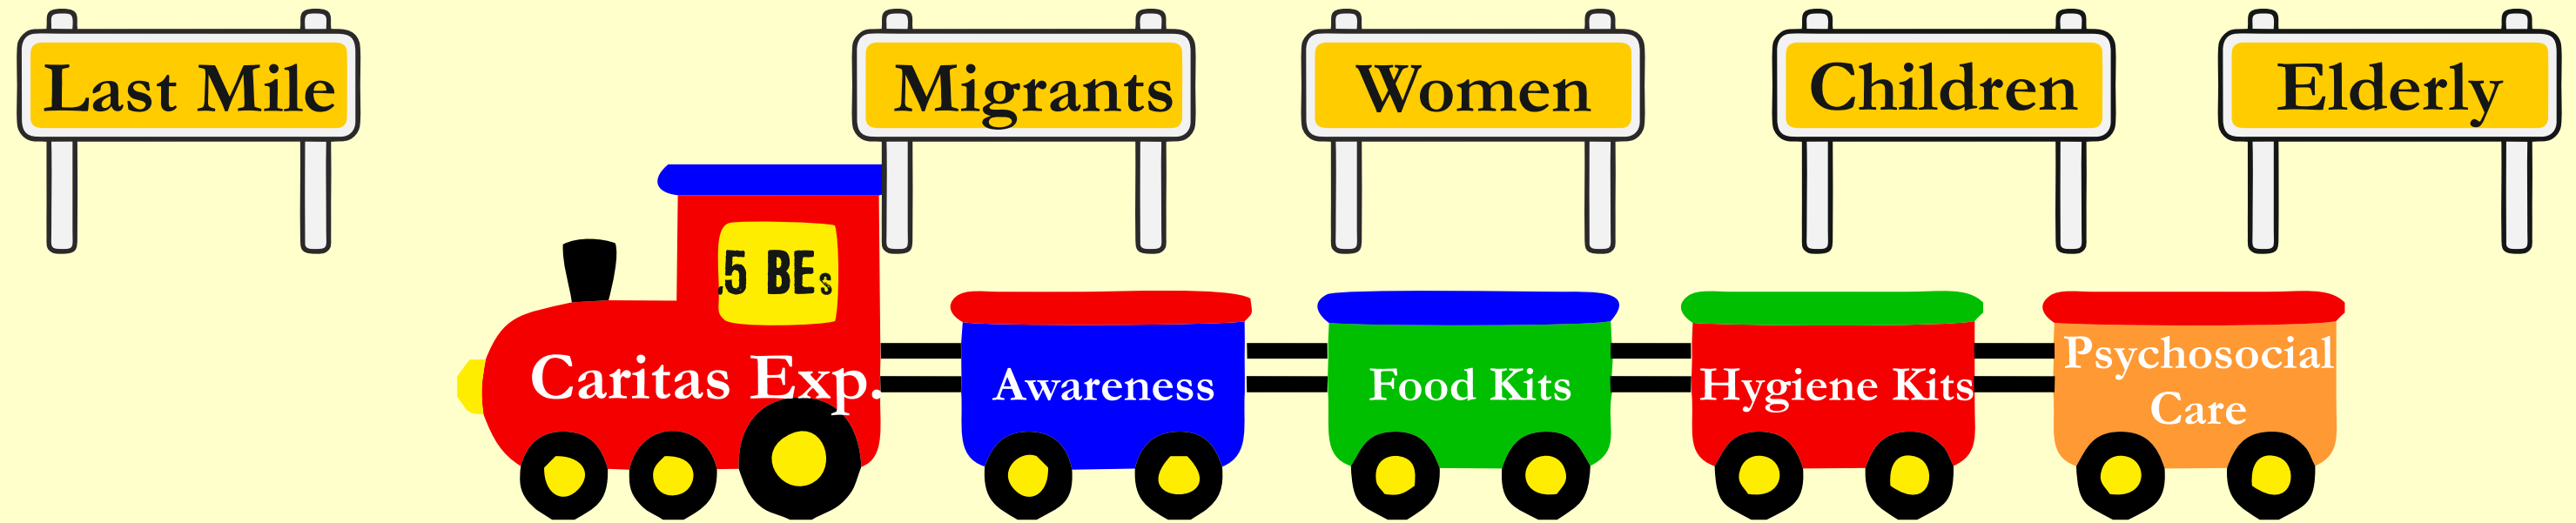 Last Mile
Migrants
Women
Children
Elderly
.5 BEs
Caritas Exp.
Awareness
Food Kits
Hygiene Kits
Psychosocial
Care